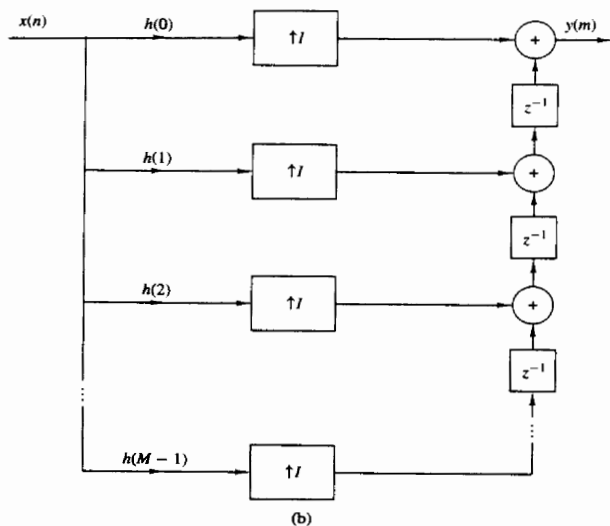 x(n) h(0) ↑I + y(m)
z⁻¹
h(1) ↑I +
z⁻¹
h(2) ↑I +
z⁻¹
h(M − 1) ↑I
(b)